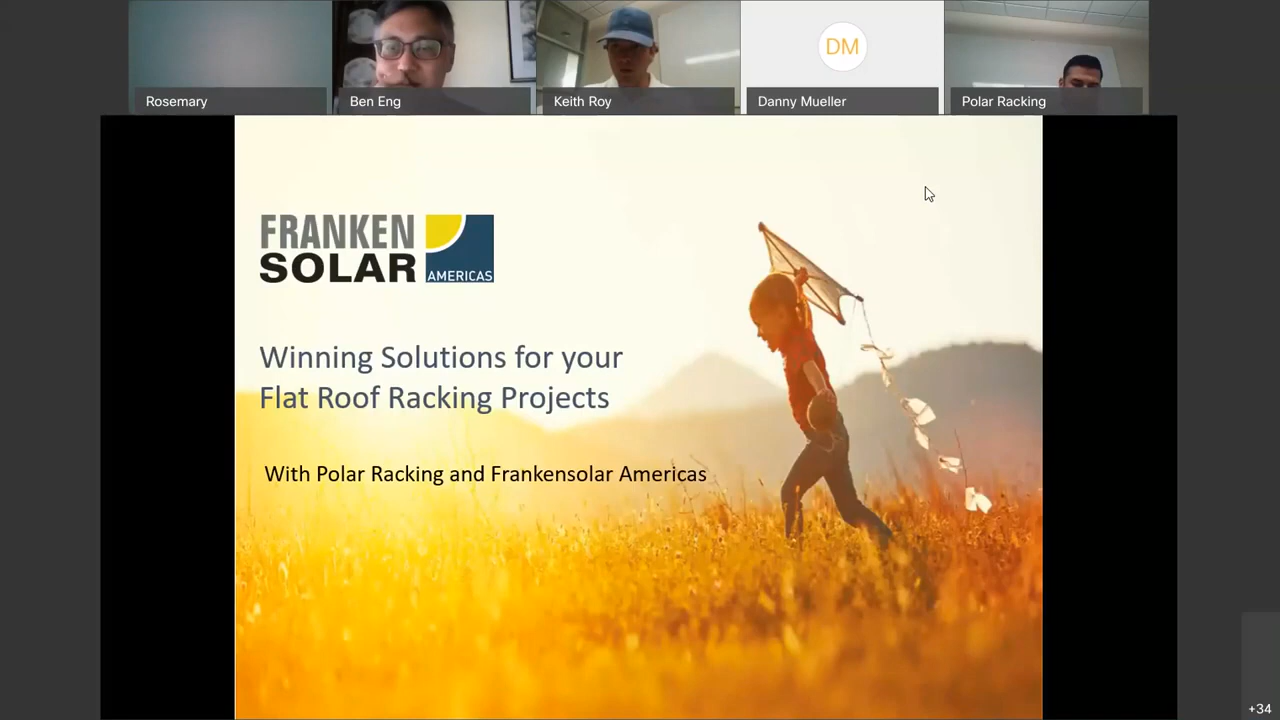 Rosemary
Ben Eng
Keith Roy
DM
Danny Mueller
Polar Racking
FRANKEN
SOLAR
AMERICAS
Winning Solutions for your
Flat Roof Racking Projects
With Polar Racking and Frankensolar Americas
+34